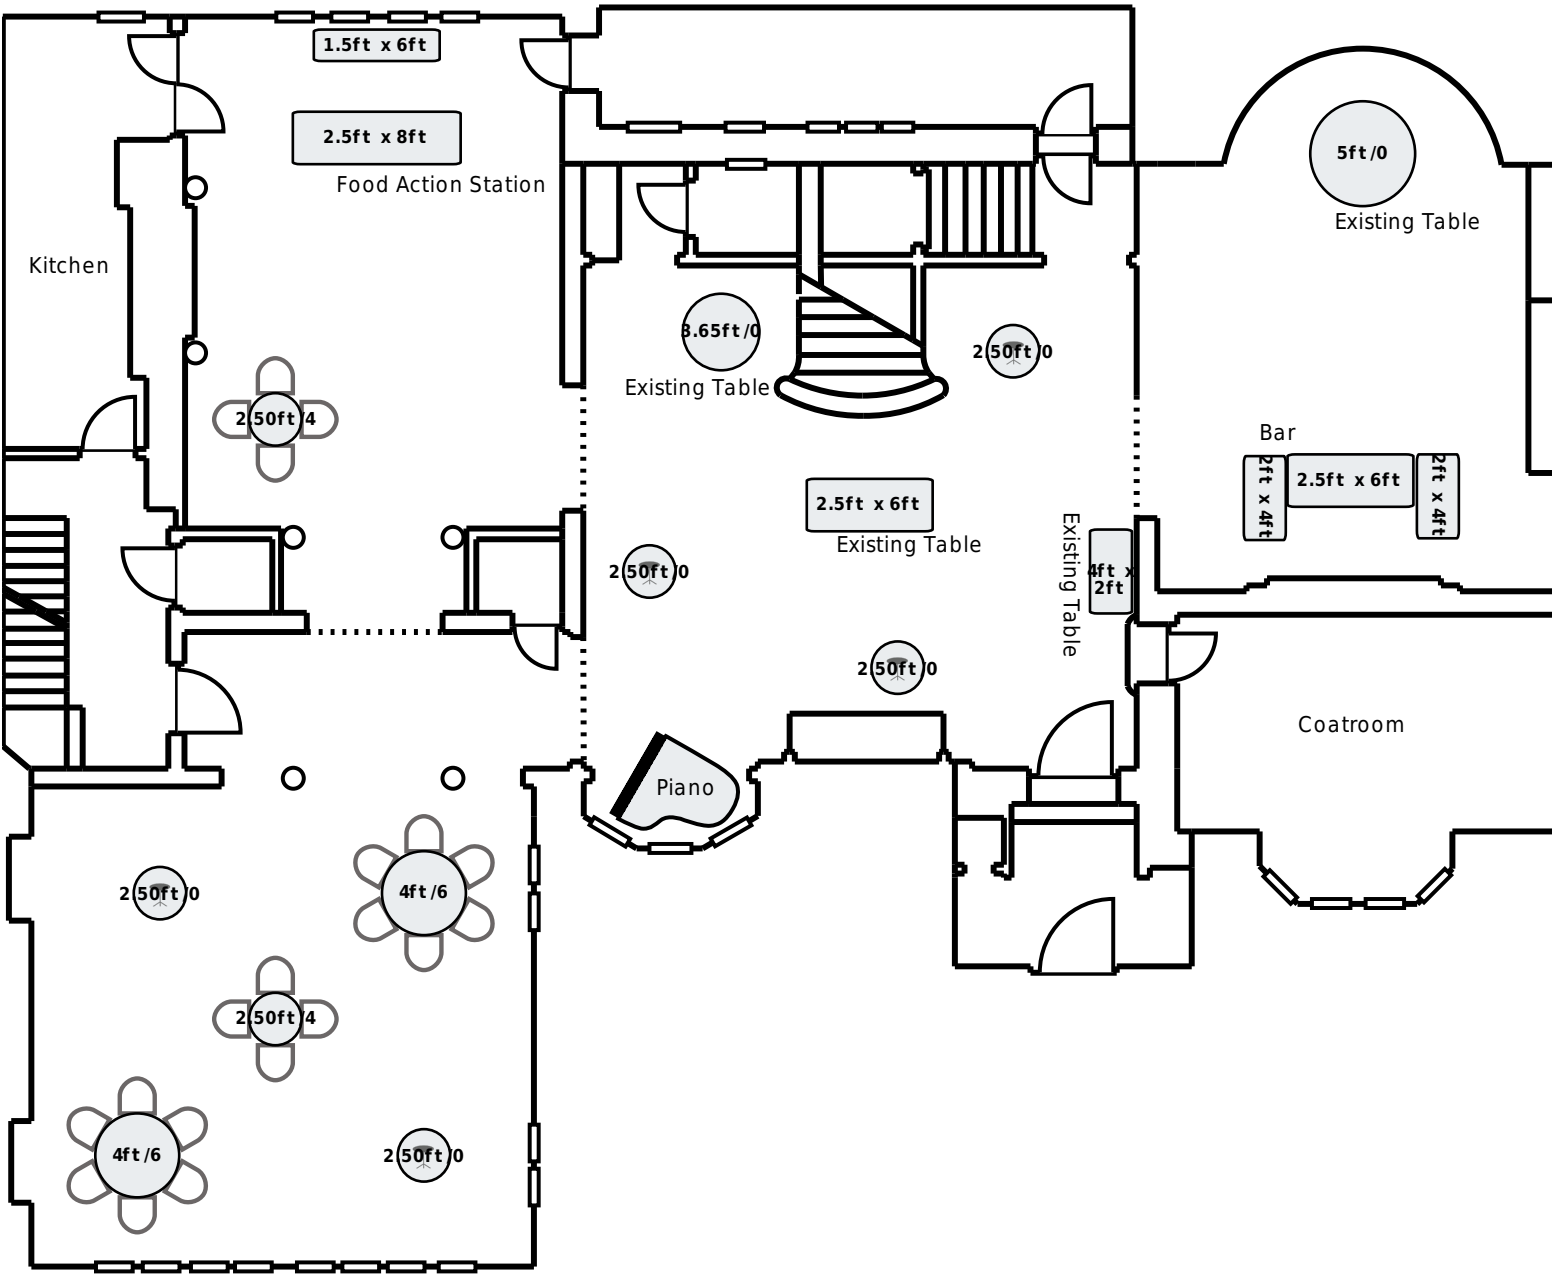 1.5ft x 6ft
2.5ft x 8ft
Food Action Station
5ft/0
Existing Table
Kitchen
3.65ft/0
Existing Table
2.50ft/0
2.50ft/4
Bar
2ft x 4ft
2.5ft x 6ft
2ft x 4ft
2.5ft x 6ft
Existing Table
Existing Table
4ft x
2ft
2.50ft/0
2.50ft/0
Coatroom
Piano
2.50ft/0
4ft/6
2.50ft/4
4ft/6
2.50ft/0